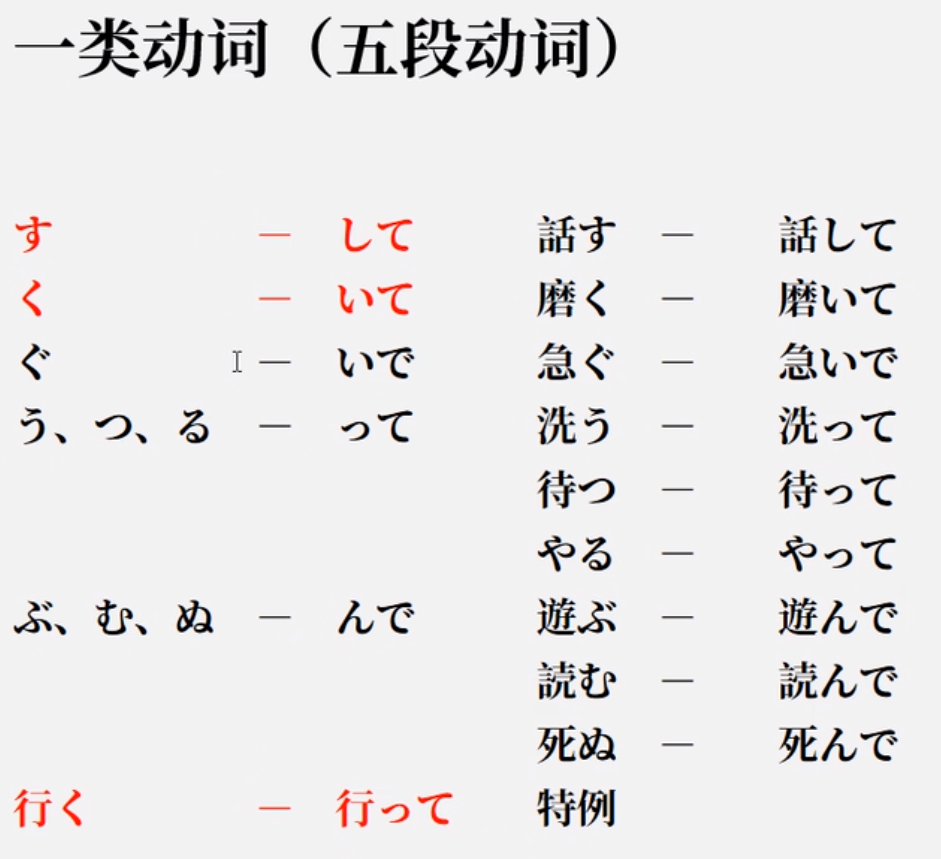 一类动词（五段动词）
す — して 話す — 話して
く — いて 磨く — 磨いて
ぐ — いで 急ぐ — 急いで
う、つ、る — って 洗う — 洗って
待つ — 待って
やる — やって
ぶ、む、ぬ — んで 遊ぶ — 遊んで
読む — 読んで
死ぬ — 死んで
行く — 行って 特例